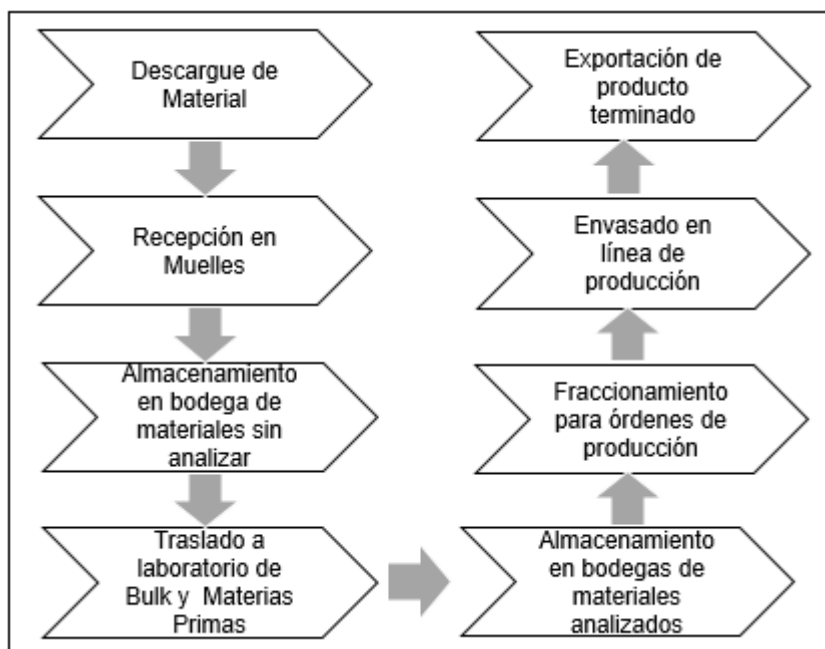 Descargue de
Material
Recepción en
Muelles
Almacenamiento
en bodega de
materiales sin
analizar
Traslado a
laboratorio de
Bulk y Materias
Primas
Almacenamiento
en bodegas de
materiales
analizados
Fraccionamiento
para órdenes de
producción
Envasado en
línea de
producción
Exportación de
producto
terminado